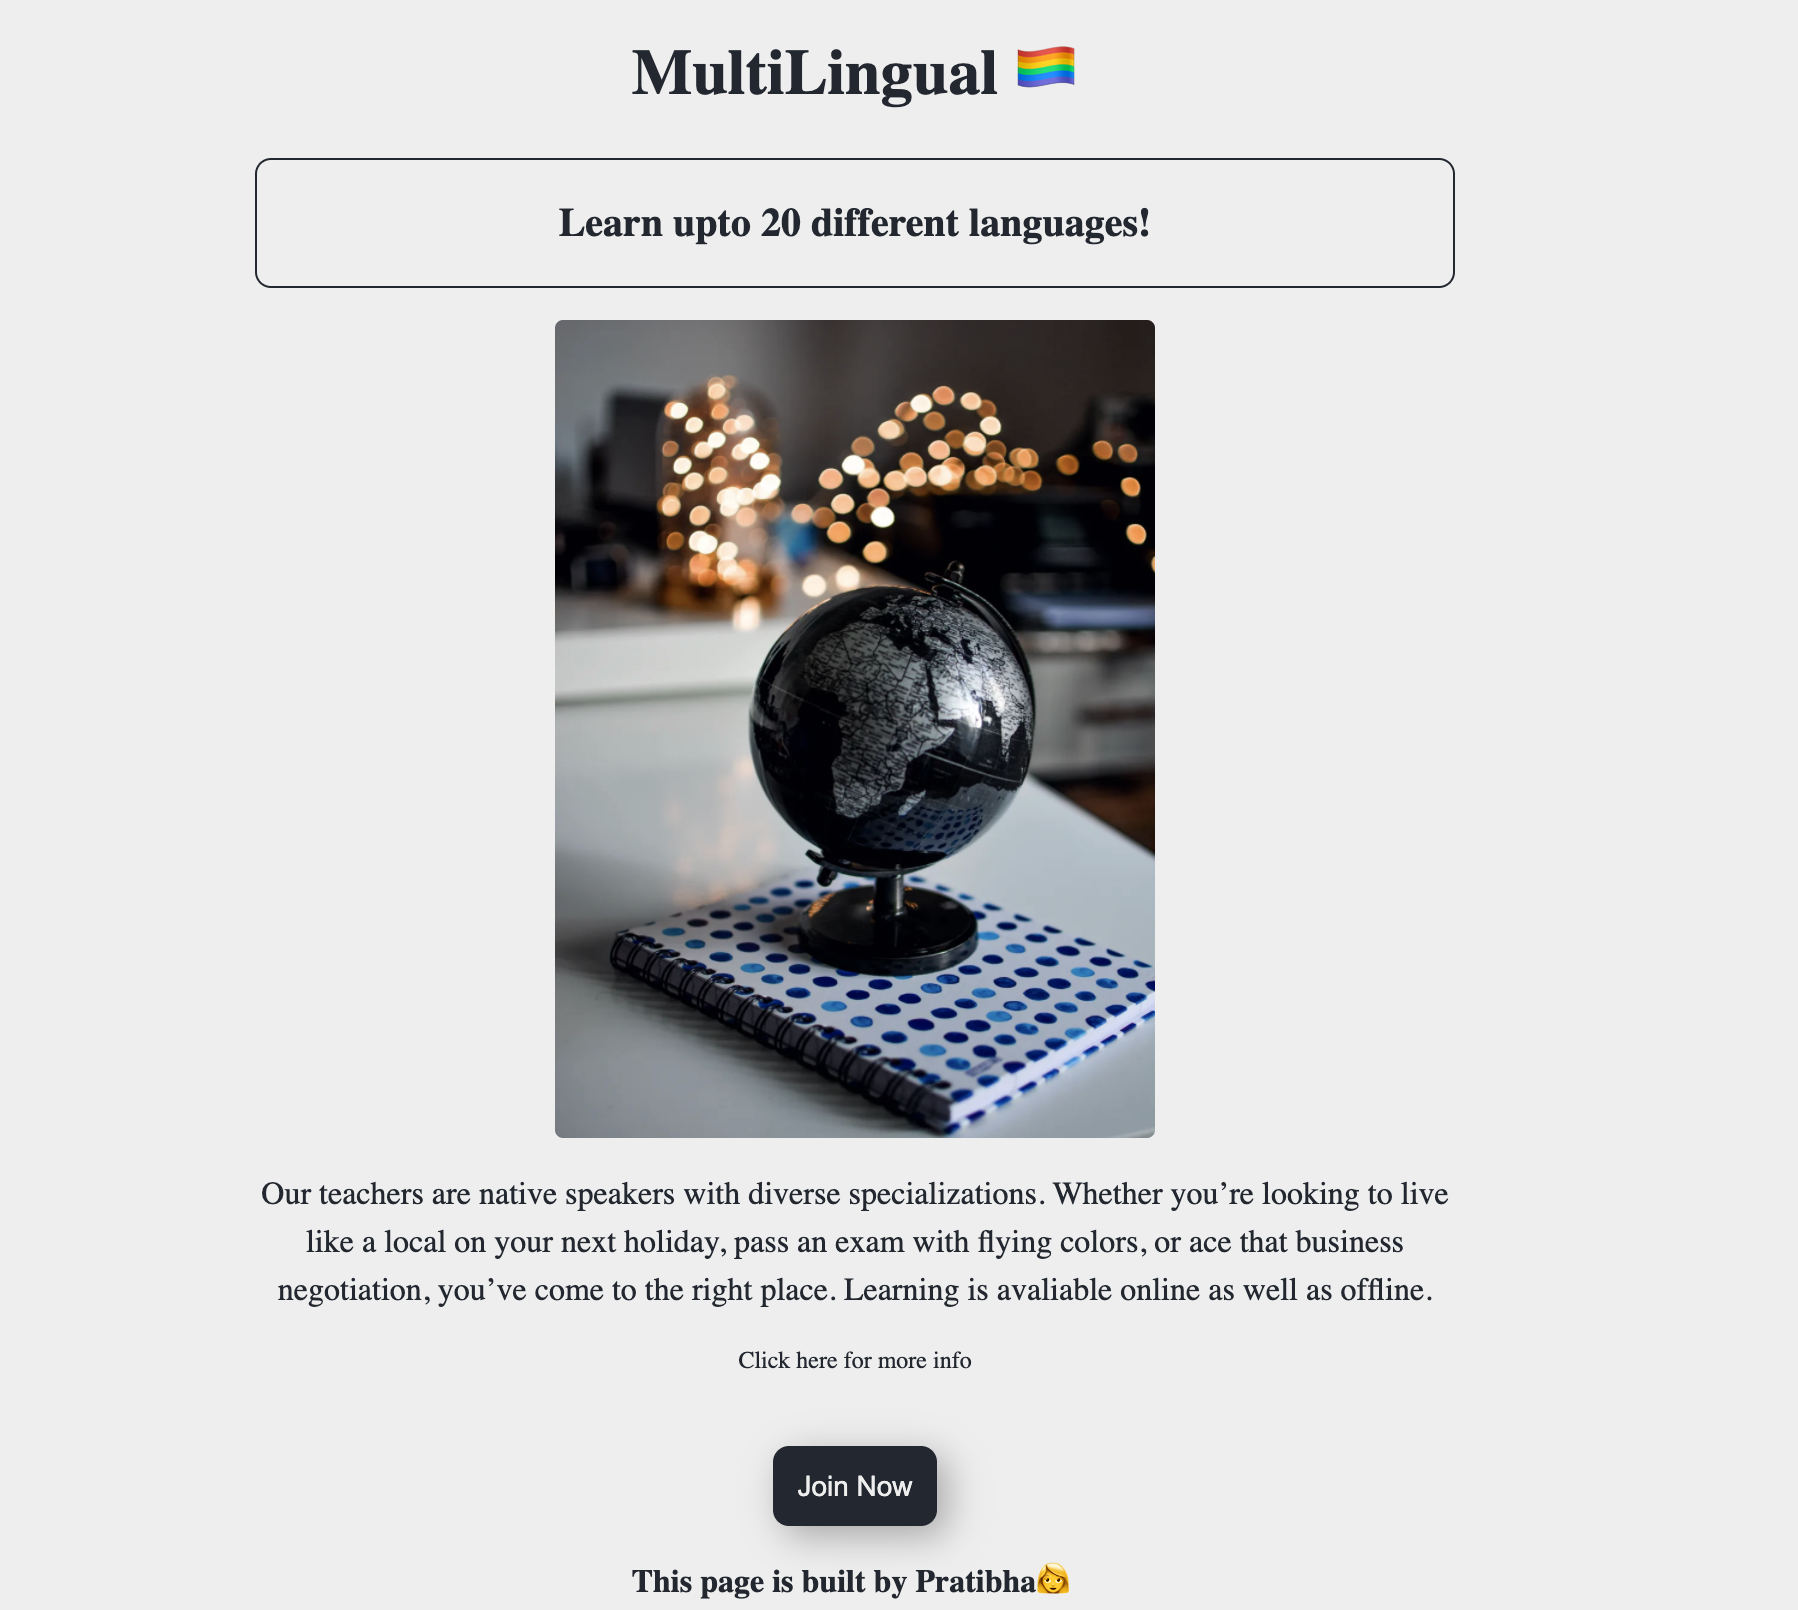 MultiLingual 🏳️‍🌈
Learn upto 20 different languages!
Our teachers are native speakers with diverse specializations. Whether you’re looking to live
like a local on your next holiday, pass an exam with flying colors, or ace that business
negotiation, you’ve come to the right place. Learning is avaliable online as well as offline.
Click here for more info
Join Now
This page is built by Pratibha👩